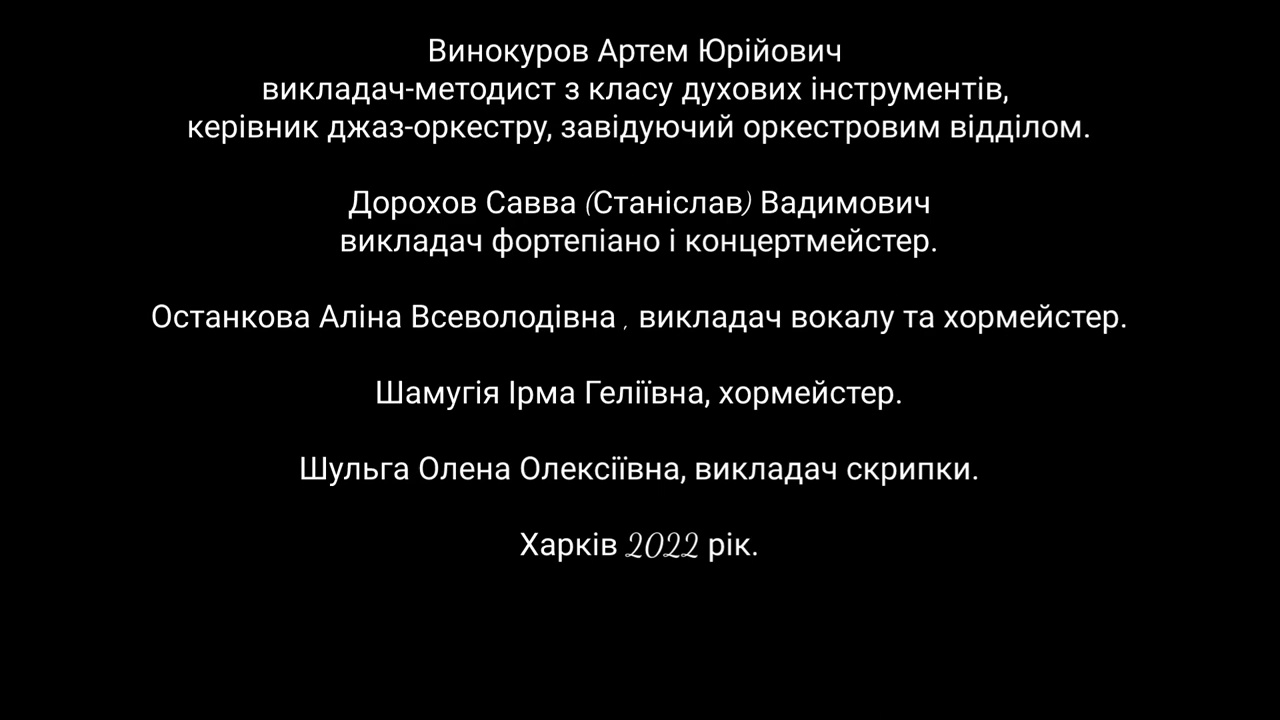 Винокуров Артем Юрійович
викладач-методист з класу духових інструментів,
керівник джаз-оркестру, завідуючий оркестровим відділом.
Дорохов Савва (Станіслав) Вадимович
викладач фортепіано і концертмейстер.
Останкова Аліна Всеволодівна , викладач вокалу та хормейстер.
Шамугія Ірма Геліївна, хормейстер.
Шульга Олена Олексіївна, викладач скрипки.
Харків 2022 рік.